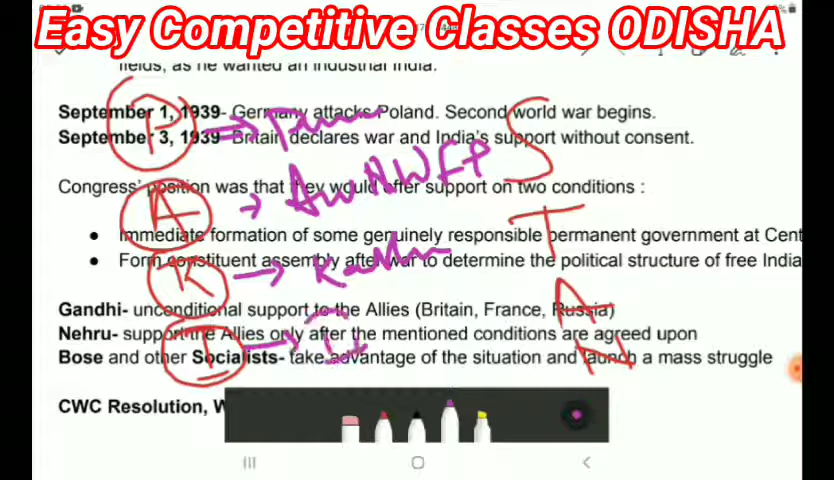 Easy Competitive Classes ODISHA
fields, as he wanted an industrial India.
September 1, 1939- Germany attacks Poland. Second world war begins.
September 3, 1939- Britain declares war and India's support without consent.
Congress' position was that they would offer support on two conditions :
● Immediate formation of some genuinely responsible permanent government at Cent
● Form constituent assembly after war to determine the political structure of free India
Gandhi- unconditional support to the Allies (Britain, France, Russia)
Nehru- support the Allies only after the mentioned conditions are agreed upon
Bose and other Socialists- take advantage of the situation and launch a mass struggle
CWC Resolution, W
P
A NWFP
K
I
S
T
A
N